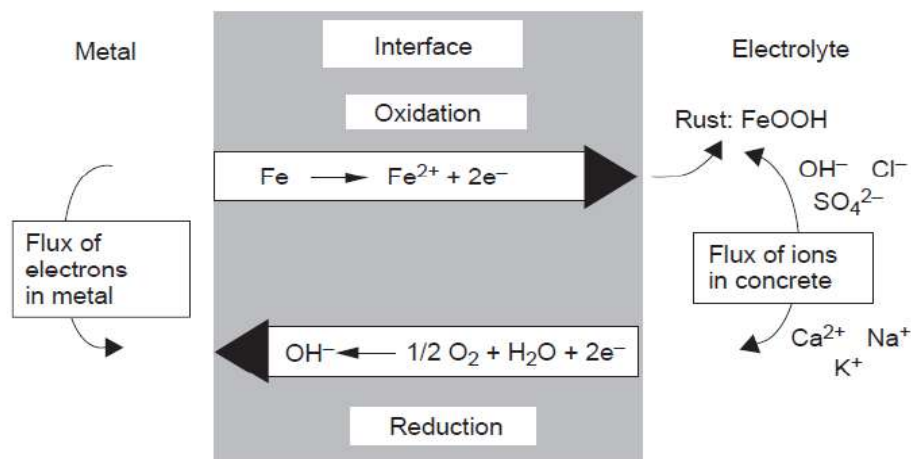 Metal
Interface
Electrolyte
Oxidation
Rust: FeOOH
Fe ⟶ Fe²⁺ + 2e⁻
OH⁻ Cl⁻
SO₄²⁻
Flux of
electrons
in metal
Flux of ions
in concrete
OH⁻ ⟵ 1/2 O₂ + H₂O + 2e⁻
Ca²⁺ Na⁺
K⁺
Reduction